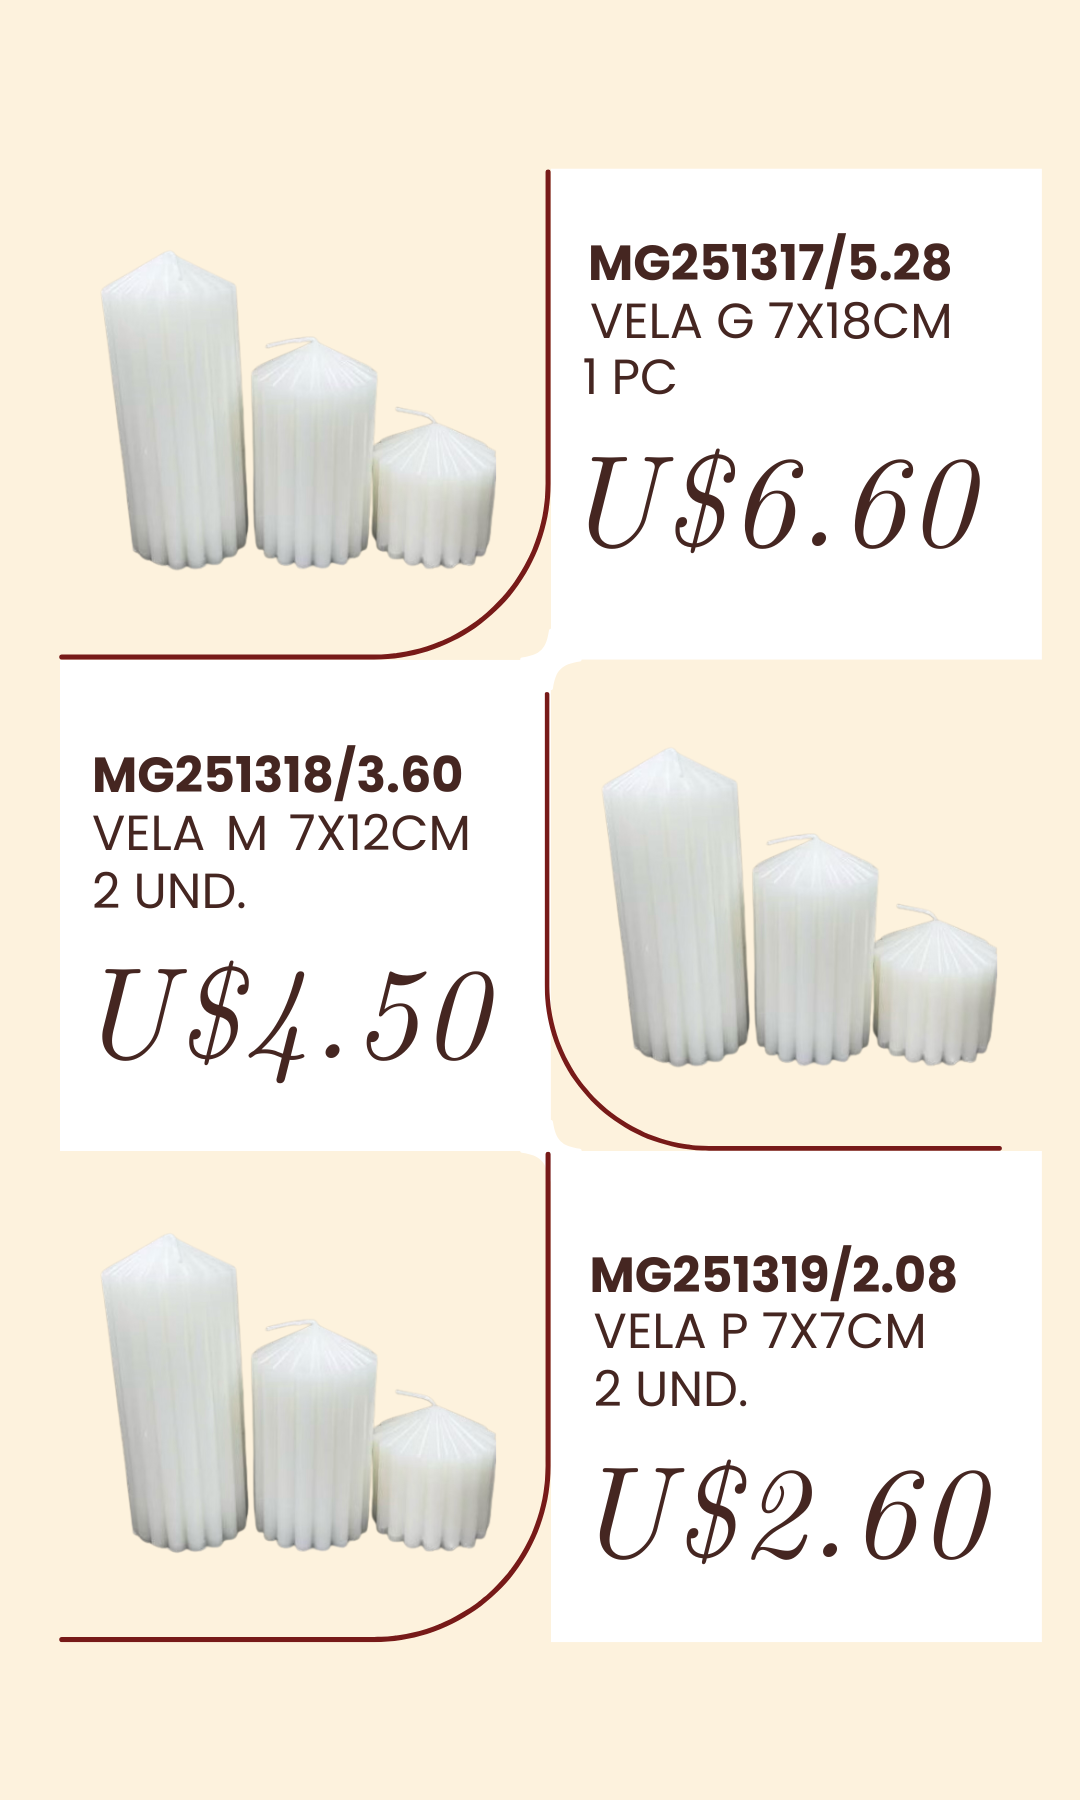 MG251317/5.28
VELA G 7X18CM
1 PC
U$6.60
MG251318/3.60
VELA M 7X12CM
2 UND.
U$4.50
MG251319/2.08
VELA P 7X7CM
2 UND.
U$2.60